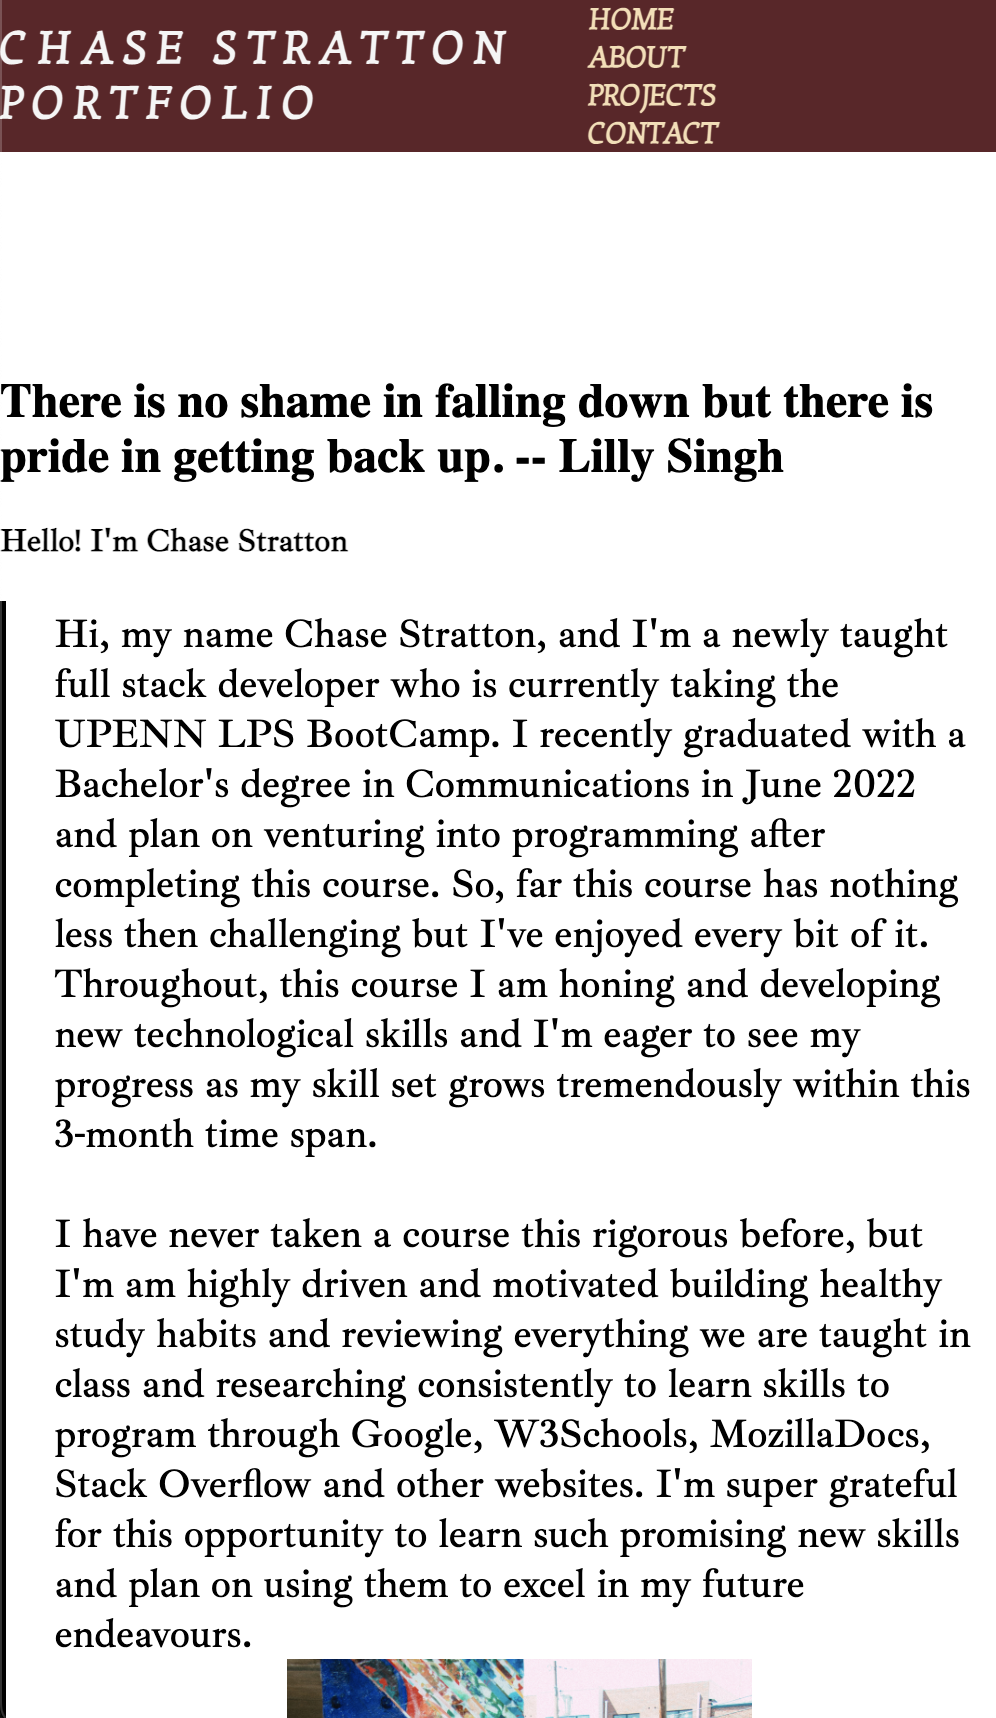 CHASE STRATTON
PORTFOLIO
HOME
ABOUT
PROJECTS
CONTACT
There is no shame in falling down but there is
pride in getting back up. -- Lilly Singh
Hello! I'm Chase Stratton
Hi, my name Chase Stratton, and I'm a newly taught
full stack developer who is currently taking the
UPENN LPS BootCamp. I recently graduated with a
Bachelor's degree in Communications in June 2022
and plan on venturing into programming after
completing this course. So, far this course has nothing
less then challenging but I've enjoyed every bit of it.
Throughout, this course I am honing and developing
new technological skills and I'm eager to see my
progress as my skill set grows tremendously within this
3-month time span.
I have never taken a course this rigorous before, but
I'm am highly driven and motivated building healthy
study habits and reviewing everything we are taught in
class and researching consistently to learn skills to
program through Google, W3Schools, MozillaDocs,
Stack Overflow and other websites. I'm super grateful
for this opportunity to learn such promising new skills
and plan on using them to excel in my future
endeavours.